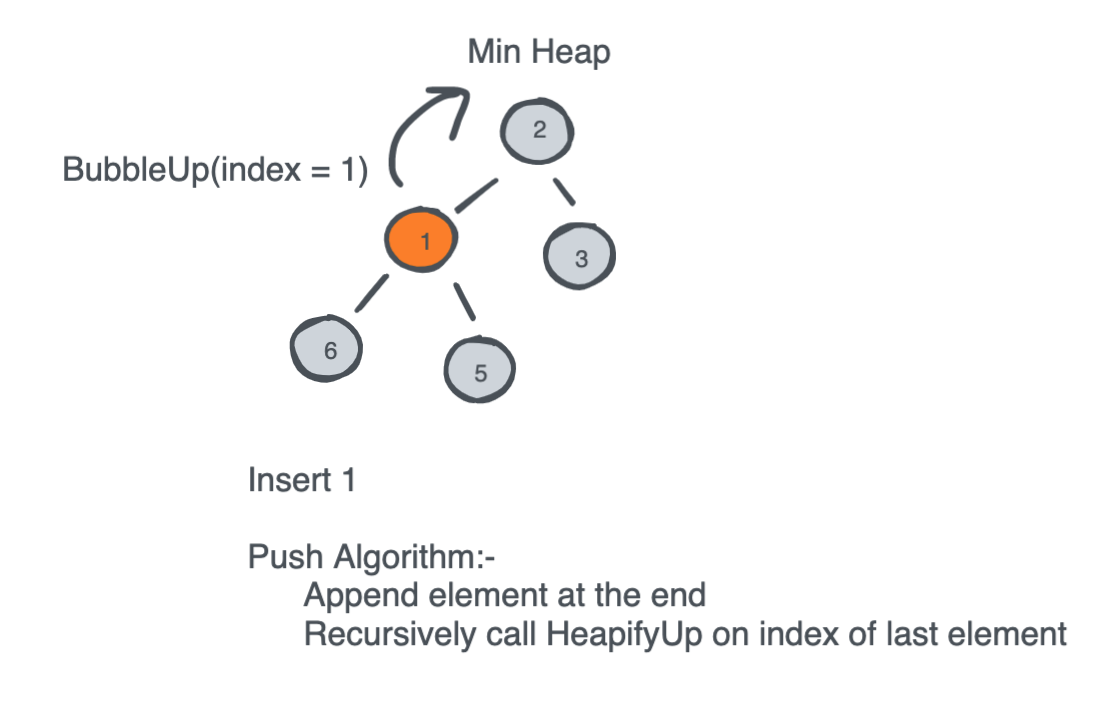 Min Heap
2
BubbleUp(index = 1)
1
3
6
5
Insert 1
Push Algorithm:-
Append element at the end
Recursively call HeapifyUp on index of last element